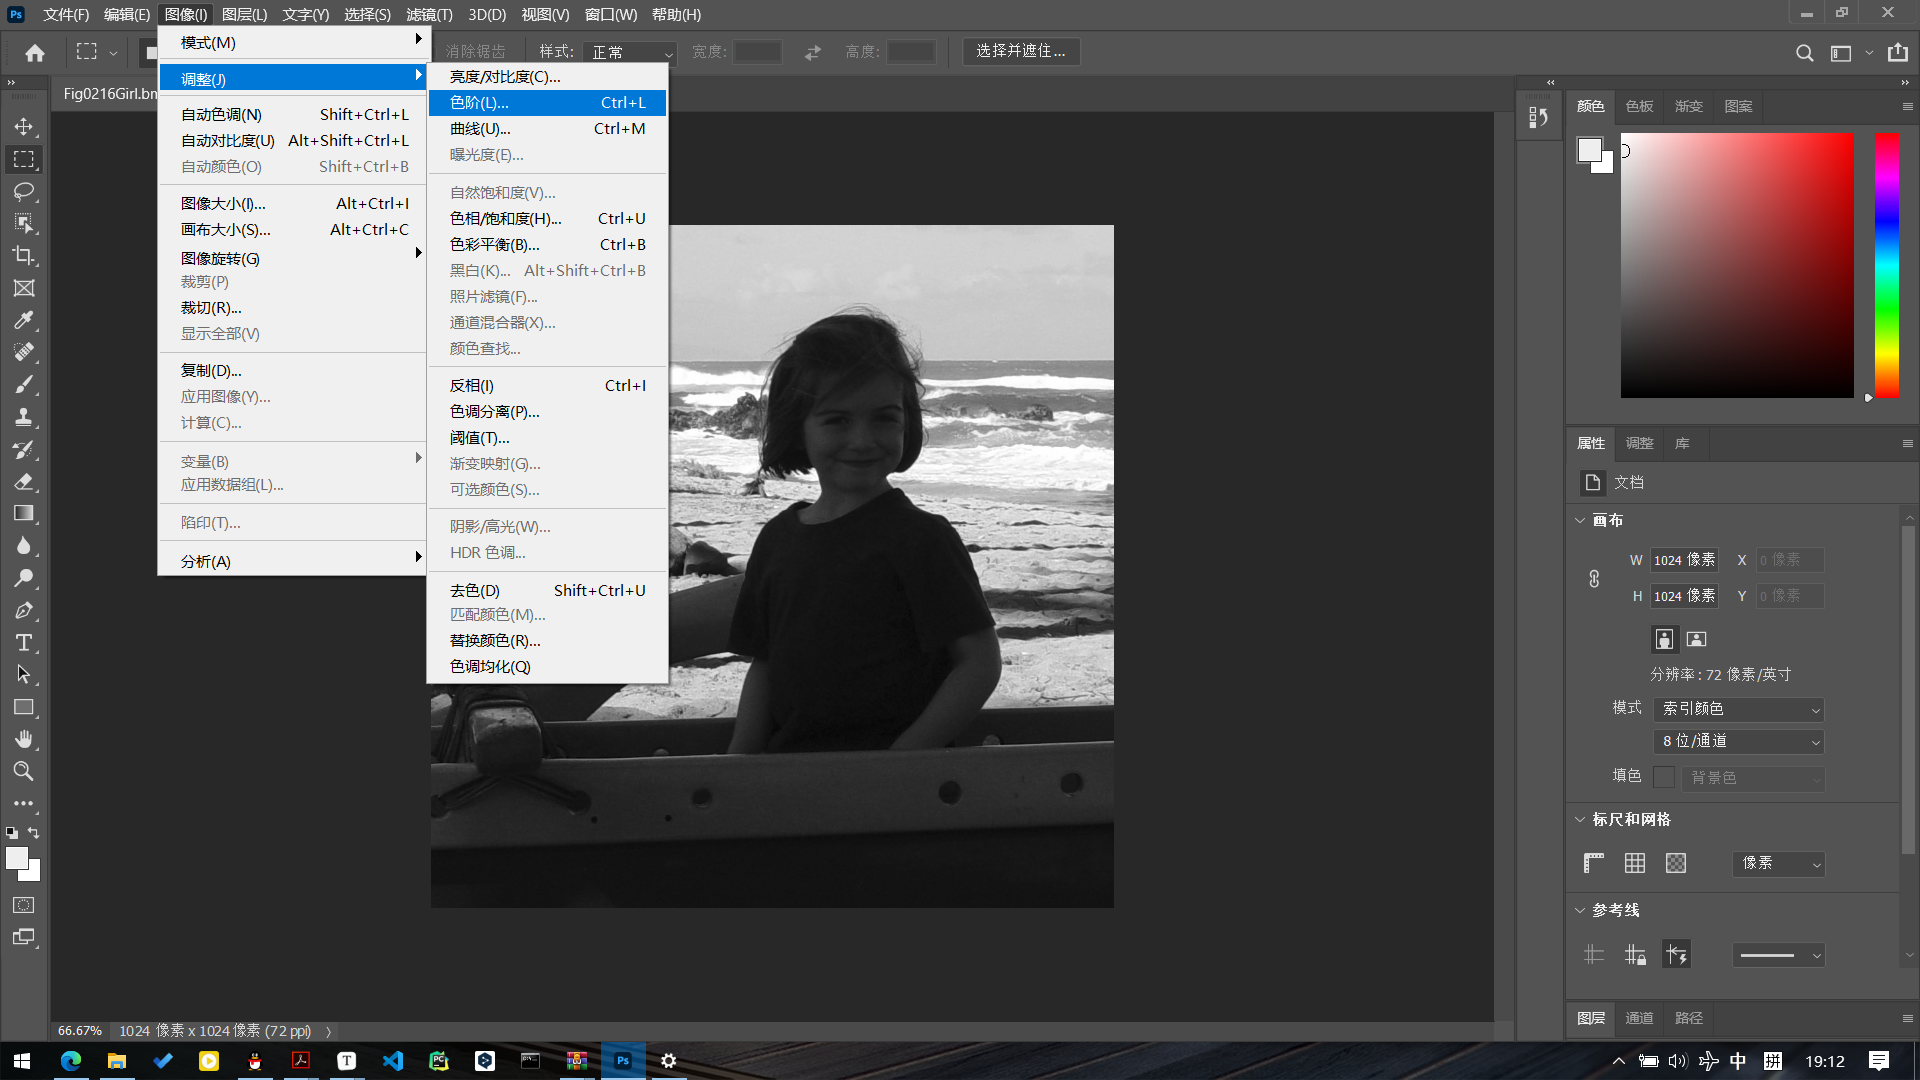 Ps 文件(F) 编辑(E) 图像(I) 图层(L) 文字(Y) 选择(S) 滤镜(T) 3D(D) 视图(V) 窗口(W) 帮助(H)
消除锯齿 样式: 正常 宽度: 高度: 选择并遮住...
Fig0216Girl.bm
模式(M)
调整(J)
自动色调(N) Shift+Ctrl+L
自动对比度(U) Alt+Shift+Ctrl+L
自动颜色(O) Shift+Ctrl+B
图像大小(I)... Alt+Ctrl+I
画布大小(S)... Alt+Ctrl+C
图像旋转(G)
裁剪(P)
裁切(R)...
显示全部(V)
复制(D)...
应用图像(Y)...
计算(C)...
变量(B)
应用数据组(L)...
陷印(T)...
分析(A)
亮度/对比度(C)...
色阶(L)... Ctrl+L
曲线(U)... Ctrl+M
曝光度(E)...
自然饱和度(V)...
色相/饱和度(H)... Ctrl+U
色彩平衡(B)... Ctrl+B
黑白(K)... Alt+Shift+Ctrl+B
照片滤镜(F)...
通道混合器(X)...
颜色查找...
反相(I) Ctrl+I
色调分离(P)...
阈值(T)...
渐变映射(G)...
可选颜色(S)...
阴影/高光(W)...
HDR 色调...
去色(D) Shift+Ctrl+U
匹配颜色(M)...
替换颜色(R)...
色调均化(Q)
颜色 色板 渐变 图案
属性 调整 库
文档
画布
W 1024 像素 X 0 像素
H 1024 像素 Y 0 像素
分辨率: 72 像素/英寸
模式 索引颜色
8 位/通道
填色 背景色
标尺和网格
像素
参考线
图层 通道 路径
66.67% 1024 像素 x 1024 像素 (72 ppi)
T PC Ps 中 拼 19:12